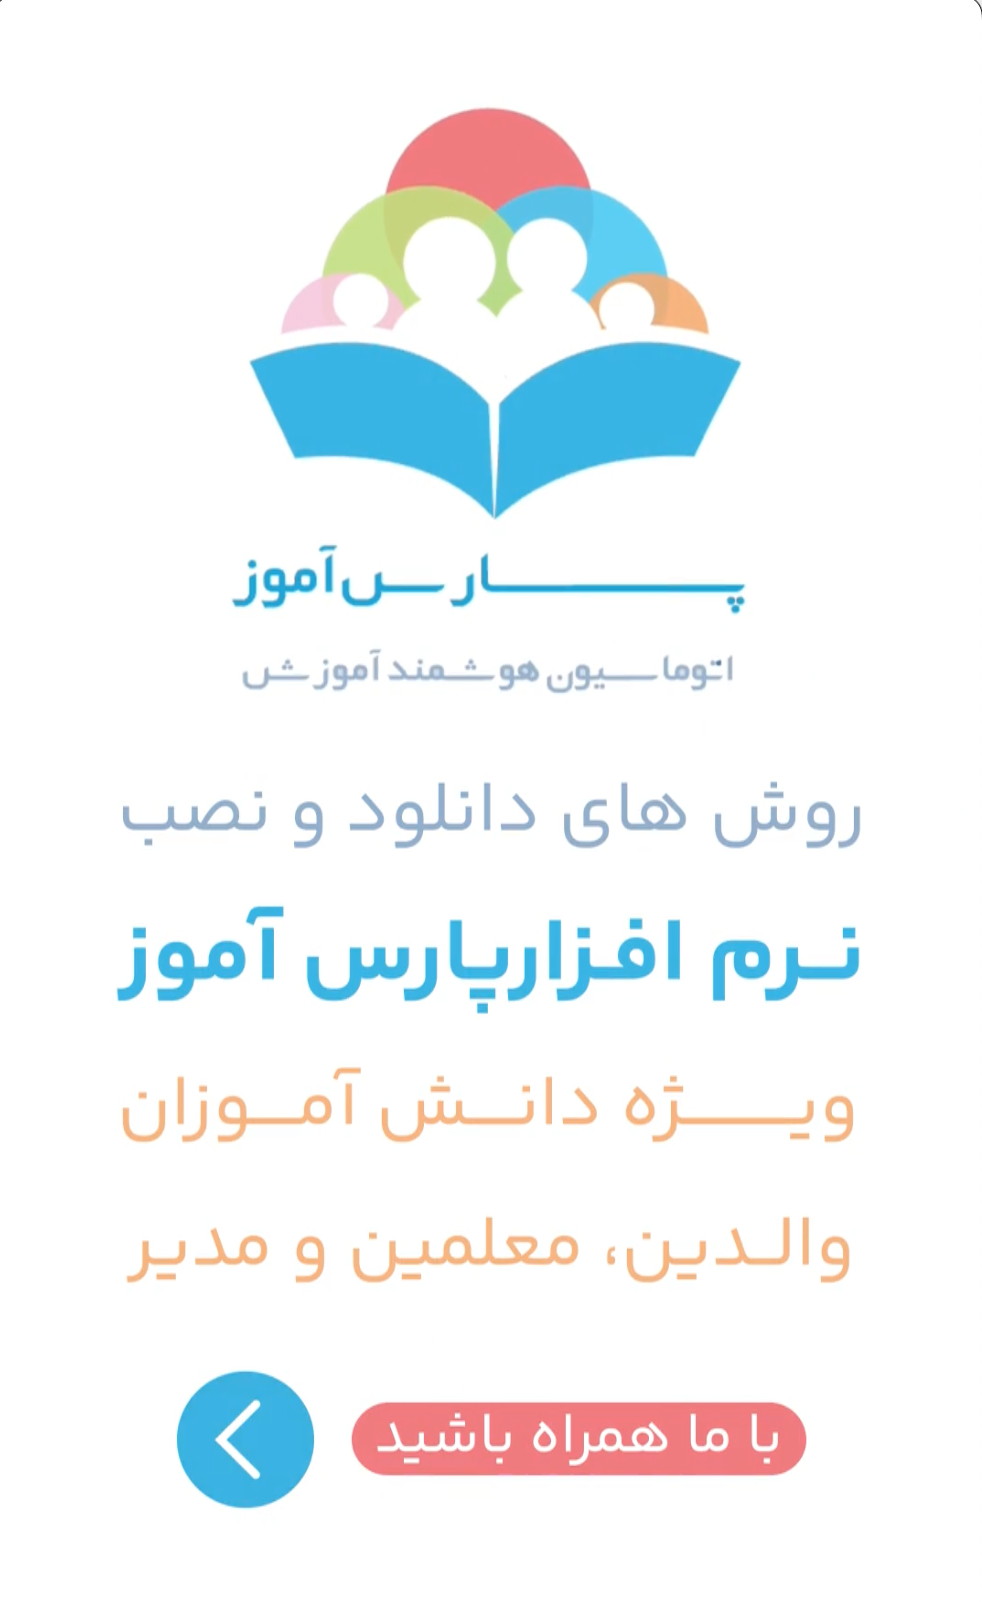 پارس آموز
اتوماسیون هوشمند آموزش
روش های دانلود و نصب
نرم افزارپارس آموز
ویژه دانش آموزان
والدین، معلمین و مدیر
با ما همراه باشید